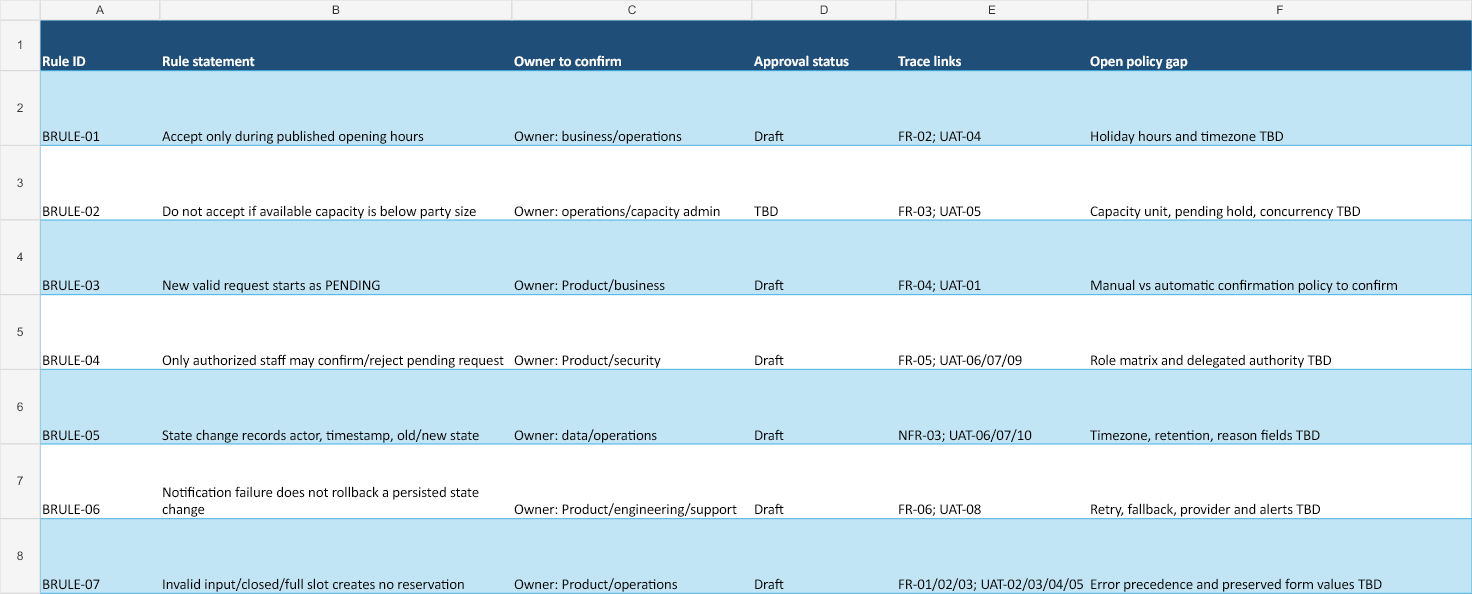 A B C D E F
1 Rule ID Rule statement Owner to confirm Approval status Trace links Open policy gap
2 BRULE-01 Accept only during published opening hours Owner: business/operations Draft FR-02; UAT-04 Holiday hours and timezone TBD
3 BRULE-02 Do not accept if available capacity is below party size Owner: operations/capacity admin TBD FR-03; UAT-05 Capacity unit, pending hold, concurrency TBD
4 BRULE-03 New valid request starts as PENDING Owner: Product/business Draft FR-04; UAT-01 Manual vs automatic confirmation policy to confirm
5 BRULE-04 Only authorized staff may confirm/reject pending request Owner: Product/security Draft FR-05; UAT-06/07/09 Role matrix and delegated authority TBD
6 BRULE-05 State change records actor, timestamp, old/new state Owner: data/operations Draft NFR-03; UAT-06/07/10 Timezone, retention, reason fields TBD
7 Notification failure does not rollback a persisted state
BRULE-06 change Owner: Product/engineering/support Draft FR-06; UAT-08 Retry, fallback, provider and alerts TBD
8 BRULE-07 Invalid input/closed/full slot creates no reservation Owner: Product/operations Draft FR-01/02/03; UAT-02/03/04/05 Error precedence and preserved form values TBD